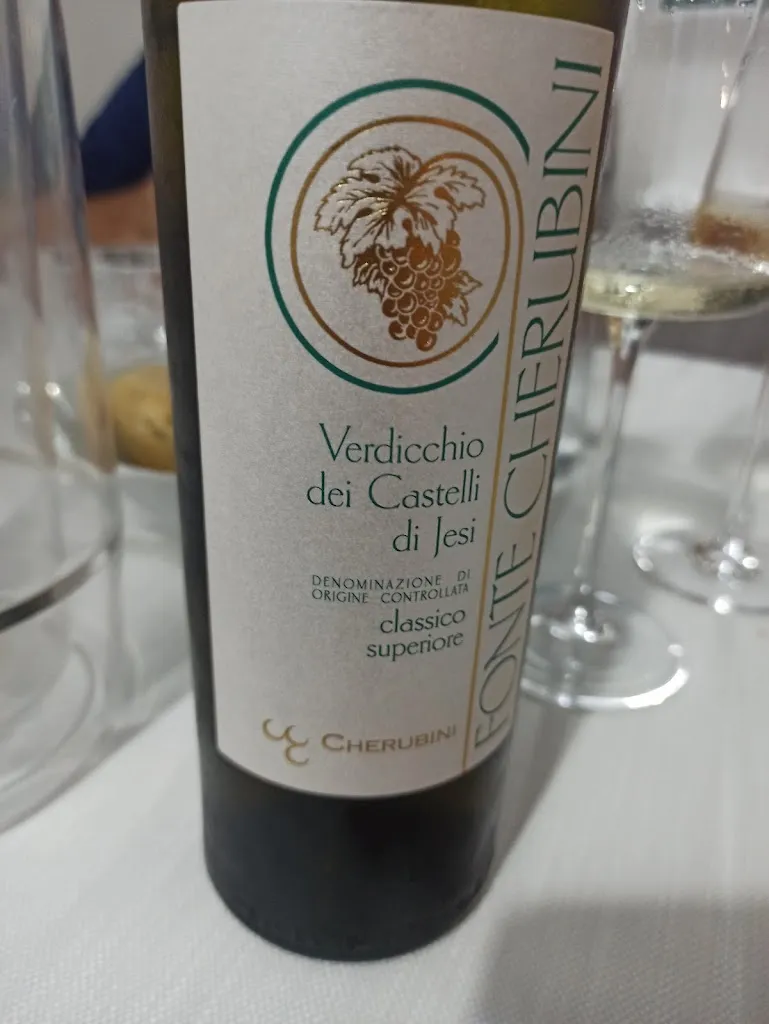 Verdicchio
dei Castelli
di Jesi
DENOMINAZIONE DI
ORIGINE CONTROLLATA
classico
superiore
CHERUBINI
FONTE CHERUBINI